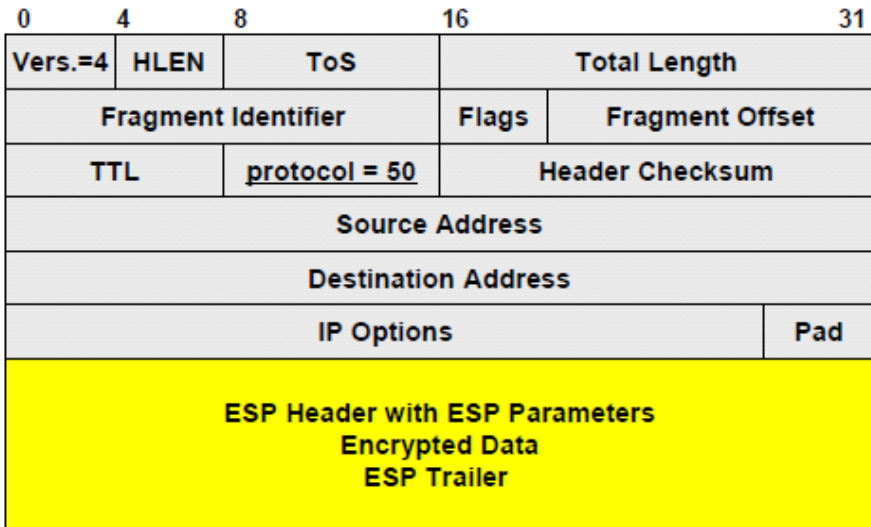 0 4 8 16 31
Vers.=4 HLEN ToS Total Length
Fragment Identifier Flags Fragment Offset
TTL protocol = 50 Header Checksum
Source Address
Destination Address
IP Options Pad
ESP Header with ESP Parameters
Encrypted Data
ESP Trailer